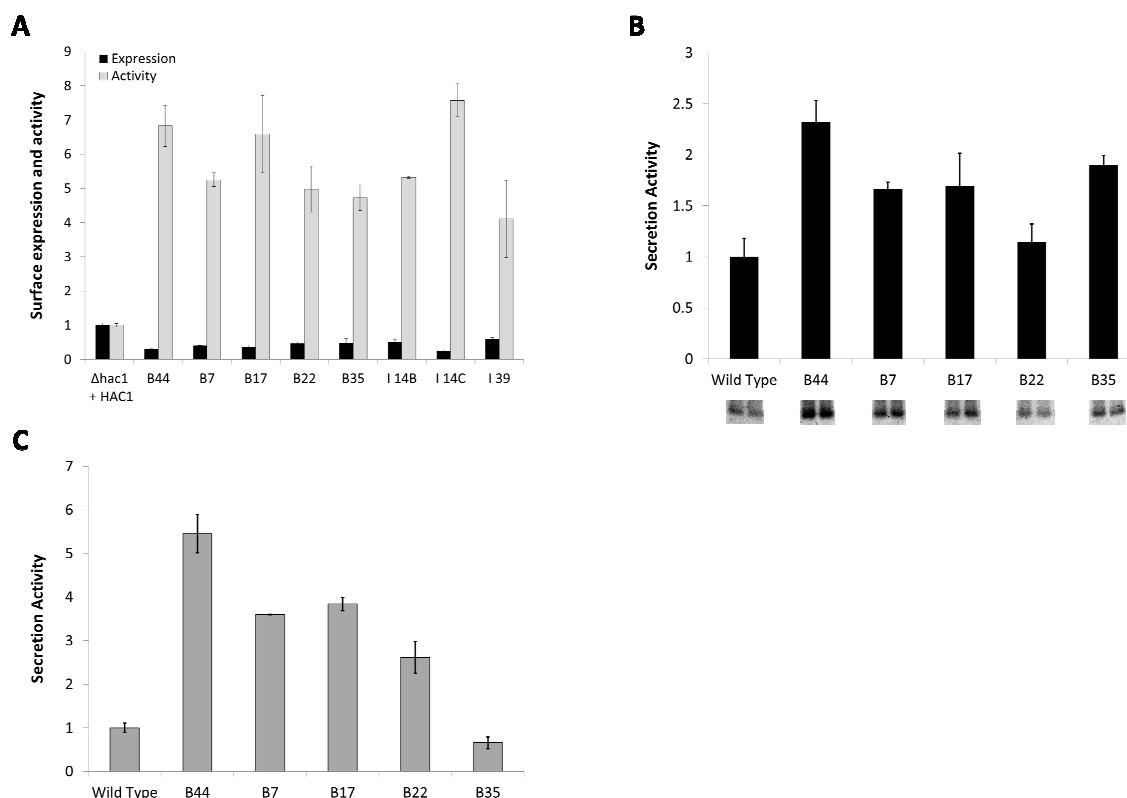 A
9
8
7
6
5
4
3
2
1
0
Surface expression and activity
Expression
Activity
Δhac1 + HAC1
B44
B7
B17
B22
B35
I 14B
I 14C
I 39
B
3
2.5
2
1.5
1
0.5
0
Secretion Activity
Wild Type
B44
B7
B17
B22
B35
C
7
6
5
4
3
2
1
0
Secretion Activity
Wild Type
B44
B7
B17
B22
B35